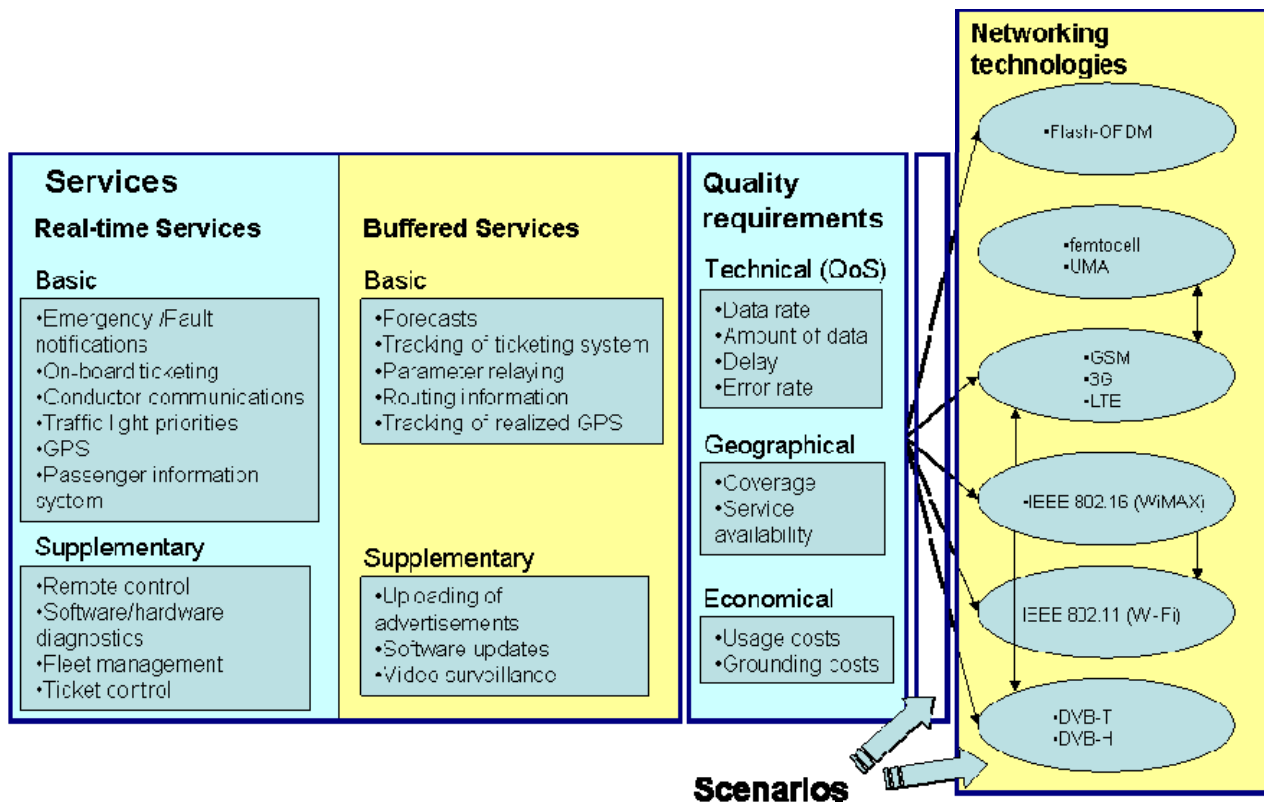 Services
Real-time Services
Basic
•Emergency /Fault
notifications
•On-board ticketing
•Conductor communications
•Traffic light priorities
•GPS
•Passenger information
system
Supplementary
•Remote control
•Software/hardware
diagnostics
•Fleet management
•Ticket control
Buffered Services
Basic
•Forecasts
•Tracking of ticketing system
•Parameter relaying
•Routing information
•Tracking of realized GPS
Supplementary
•Uploading of
advertisements
•Software updates
•Video surveillance
Quality
requirements
Technical (QoS)
•Data rate
•Amount of data
•Delay
•Error rate
Geographical
•Coverage
•Service
availability
Economical
•Usage costs
•Grounding costs
Scenarios
Networking
technologies
•Flash-OFDM
•femtocell
•UMA
•GSM
•3G
•LTE
•IEEE 802.16 (WiMAX)
IEEE 802.11 (Wi-Fi)
•DVB-T
•DVB-H